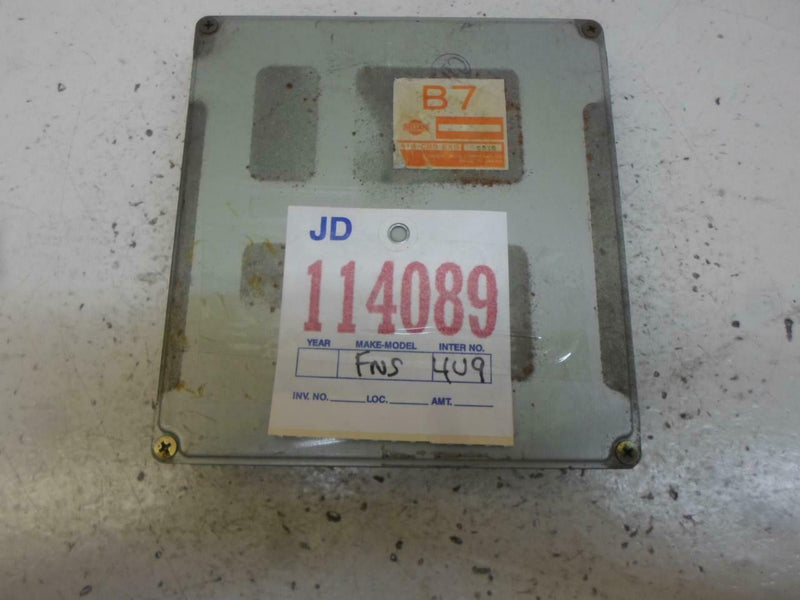 B7
JD
114089
YEAR MAKE-MODEL INTER NO.
FNS 4U9
INV. NO. LOC. AMT.